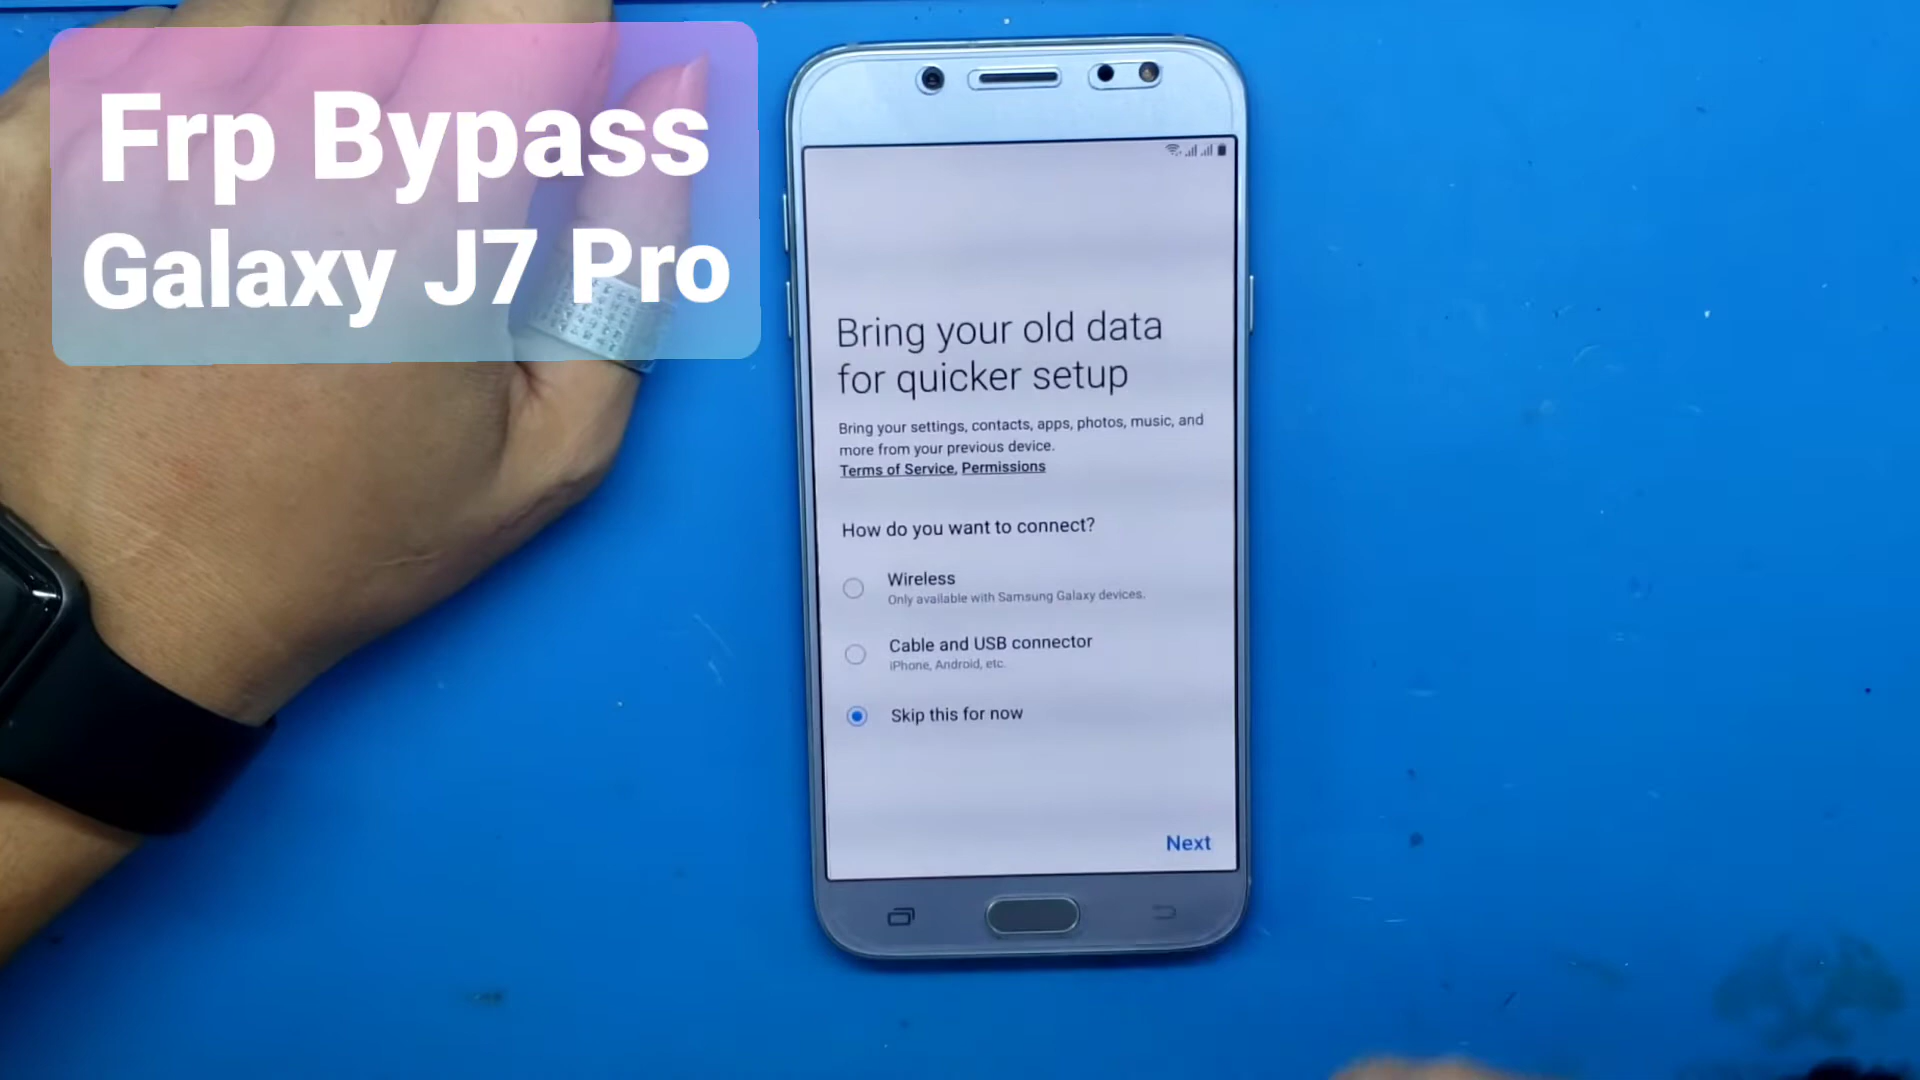 Frp Bypass
Galaxy J7 Pro
Bring your old data
for quicker setup
Bring your settings, contacts, apps, photos, music, and
more from your previous device.
Terms of Service, Permissions
How do you want to connect?
Wireless
Only available with Samsung Galaxy devices.
Cable and USB connector
iPhone, Android, etc.
Skip this for now
Next